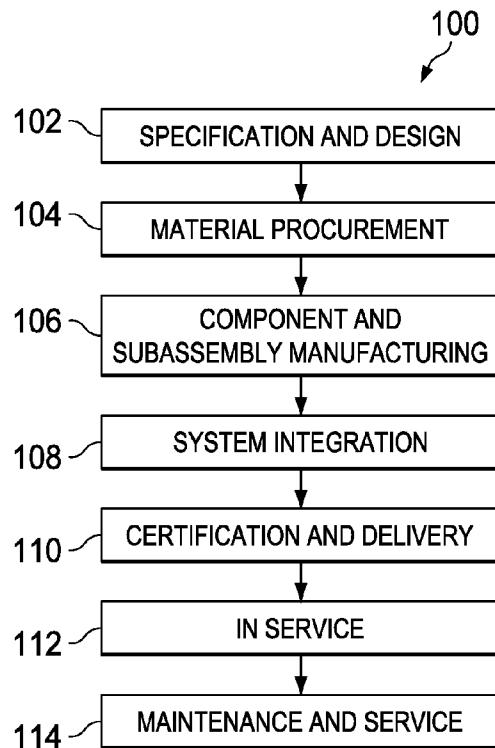 100
102 SPECIFICATION AND DESIGN
104 MATERIAL PROCUREMENT
106 COMPONENT AND
SUBASSEMBLY MANUFACTURING
108 SYSTEM INTEGRATION
110 CERTIFICATION AND DELIVERY
112 IN SERVICE
114 MAINTENANCE AND SERVICE